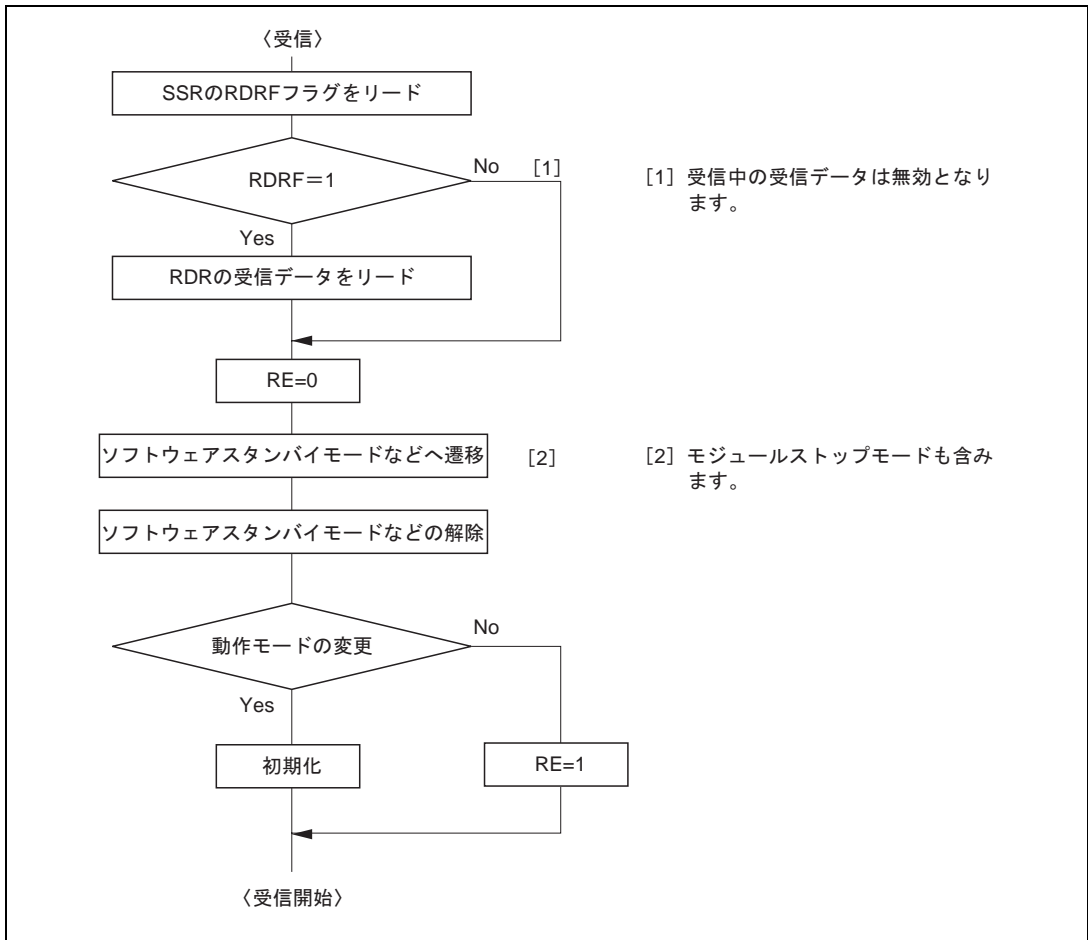 〈受信〉
SSRのRDRFフラグをリード
RDRF＝1
No ［1］
［1］ 受信中の受信データは無効となり
ます。
Yes
RDRの受信データをリード
RE=0
ソフトウェアスタンバイモードなどへ遷移
［2］
［2］ モジュールストップモードも含み
ます。
ソフトウェアスタンバイモードなどの解除
動作モードの変更
No
Yes
初期化
RE=1
〈受信開始〉